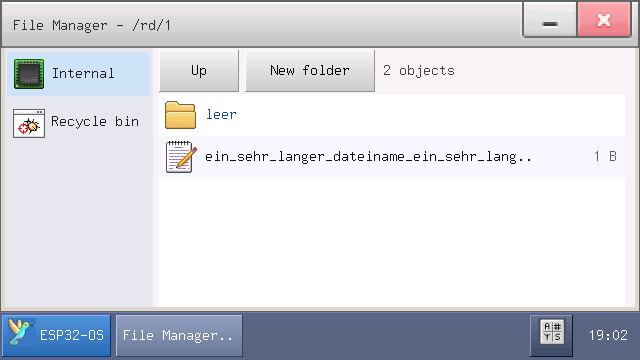 File Manager – /rd/1
Internal
Recycle bin
Up
New folder
2 objects
leer
ein_sehr_langer_dateiname_ein_sehr_lang..
1 B
ESP32-OS
File Manager..
A#
TS
19:02